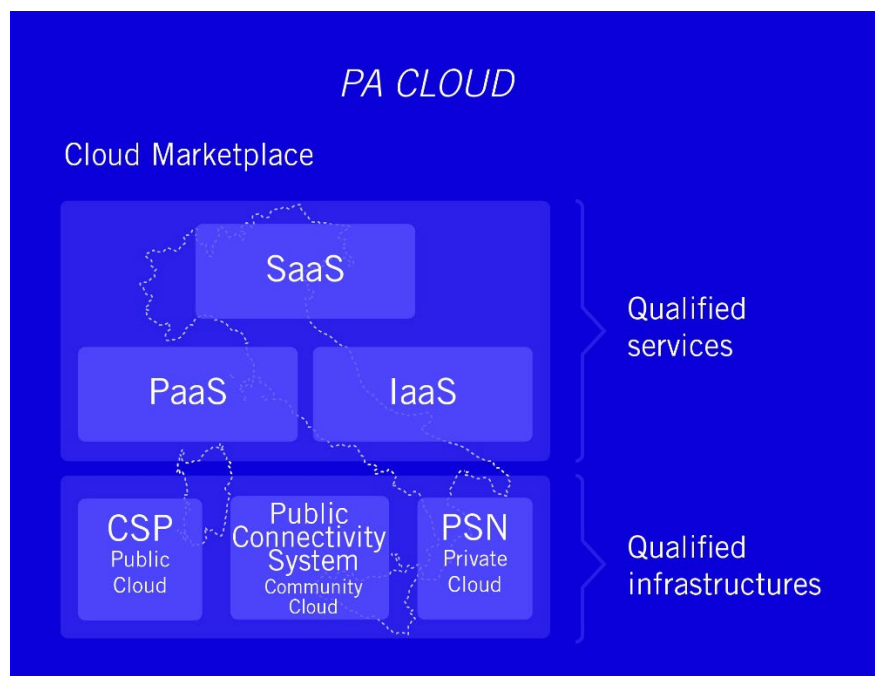 PA CLOUD
Cloud Marketplace
SaaS
PaaS
IaaS
Qualified
services
CSP
Public
Cloud
Public
Connectivity
System
Community
Cloud
PSN
Private
Cloud
Qualified
infrastructures